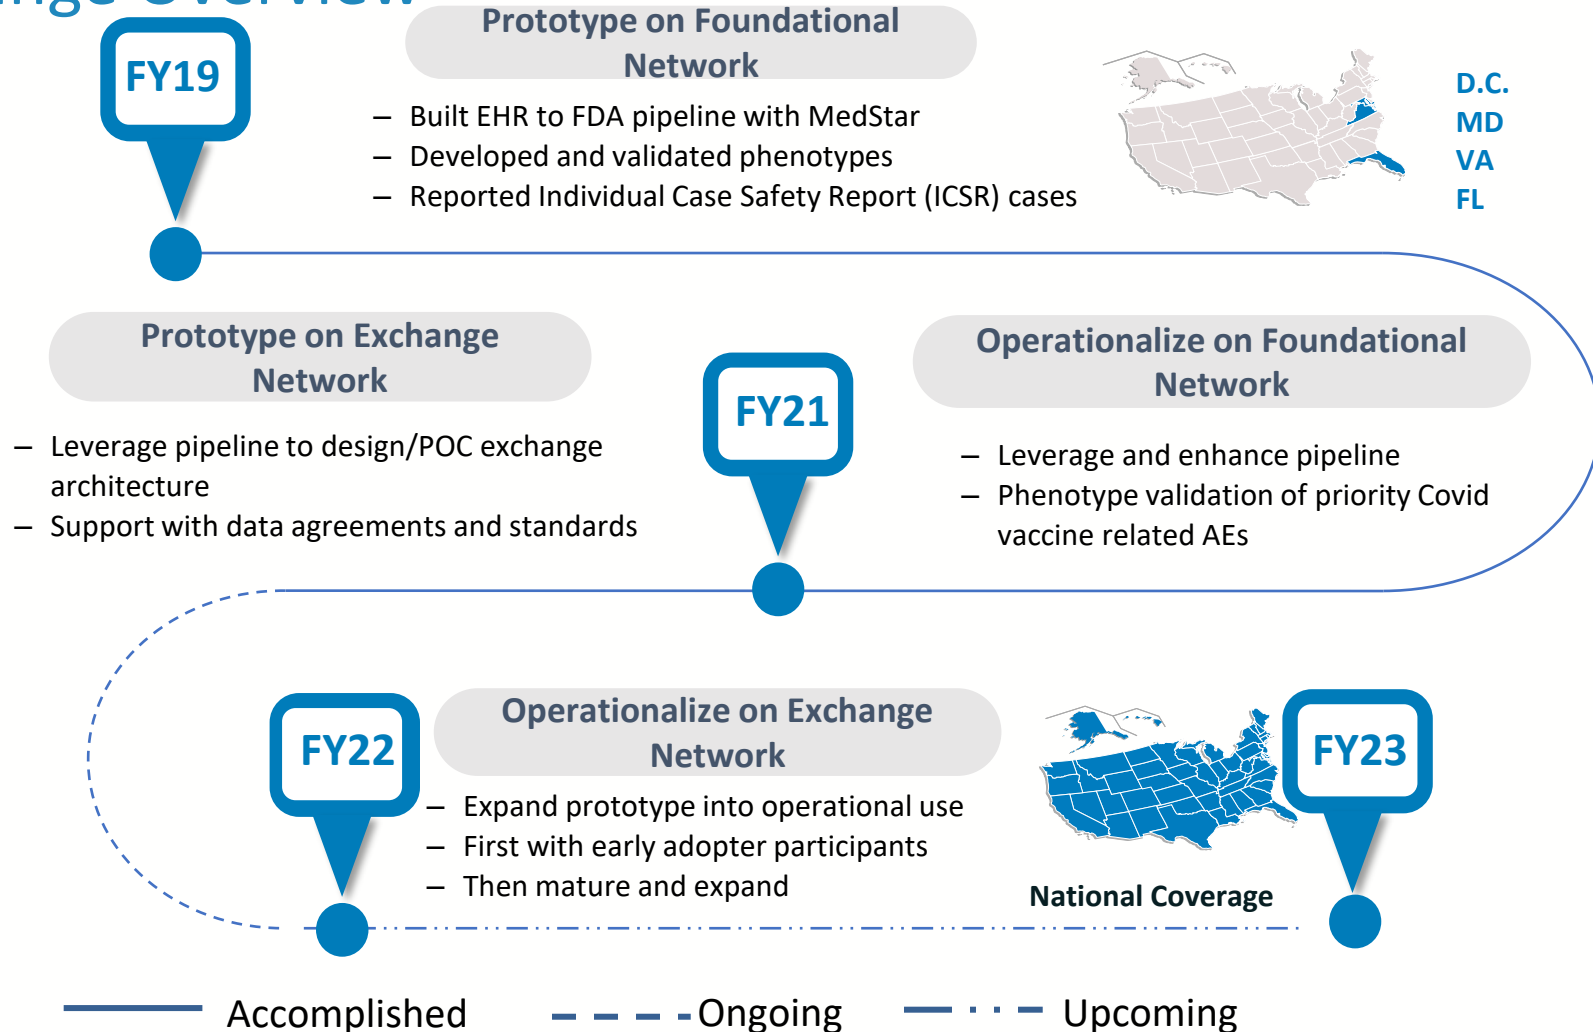 Overview
FY19
Prototype on Foundational
Network
– Built EHR to FDA pipeline with MedStar
– Developed and validated phenotypes
– Reported Individual Case Safety Report (ICSR) cases
D.C.
MD
VA
FL
Prototype on Exchange
Network
– Leverage pipeline to design/POC exchange
architecture
– Support with data agreements and standards
FY21
Operationalize on Foundational
Network
– Leverage and enhance pipeline
– Phenotype validation of priority Covid
vaccine related AEs
FY22
Operationalize on Exchange
Network
– Expand prototype into operational use
– First with early adopter participants
– Then mature and expand
National Coverage
FY23
Accomplished
Ongoing
Upcoming